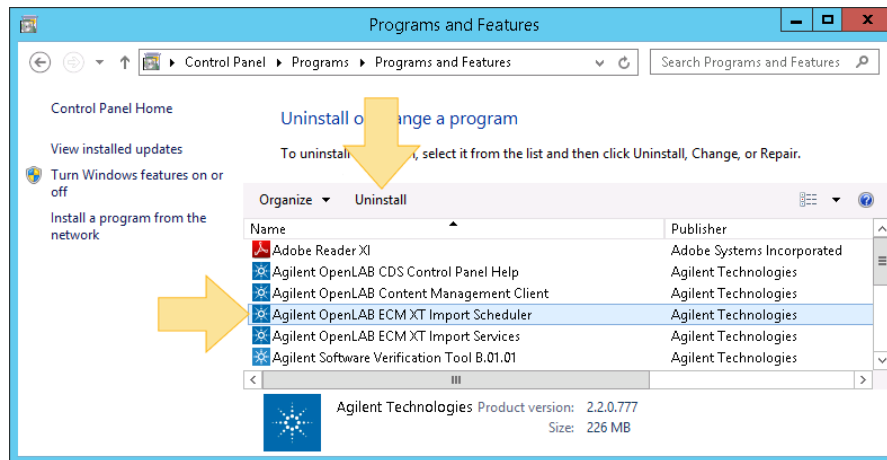 Programs and Features
Control Panel Programs Programs and Features Search Programs and Features
Control Panel Home
View installed updates
Turn Windows features on or
off
Install a program from the
network
Uninstall o ange a program
To uninstall , select it from the list and then click Uninstall, Change, or Repair.
Organize Uninstall
Name Publisher
Adobe Reader XI Adobe Systems Incorporated
Agilent OpenLAB CDS Control Panel Help Agilent Technologies
Agilent OpenLAB Content Management Client Agilent Technologies
Agilent OpenLAB ECM XT Import Scheduler Agilent Technologies
Agilent OpenLAB ECM XT Import Services Agilent Technologies
Agilent Software Verification Tool B.01.01 Agilent Technologies
Agilent Technologies Product version: 2.2.0.777
Size: 226 MB